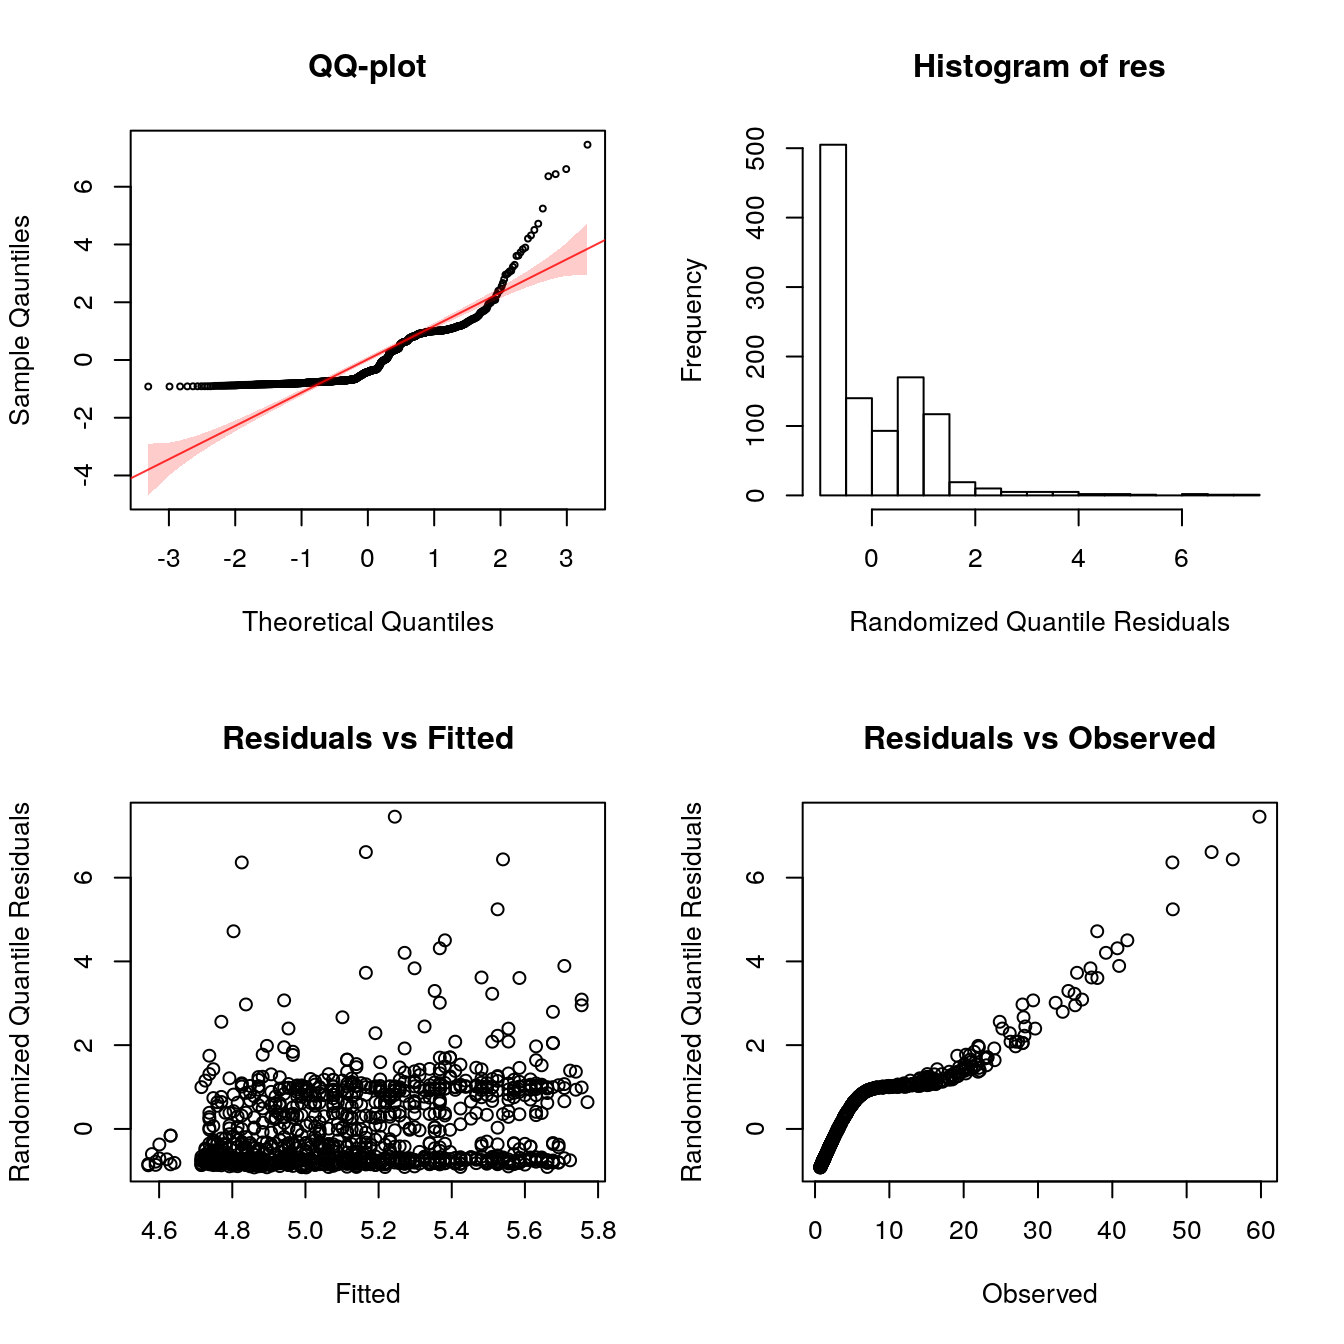 QQ-plot
Sample Qauntiles
6
4
2
0
-2
-4
-3 -2 -1 0 1 2 3
Theoretical Quantiles
Histogram of res
Frequency
500
400
300
200
100
0
0 2 4 6
Randomized Quantile Residuals
Residuals vs Fitted
Randomized Quantile Residuals
6
4
2
0
4.6 4.8 5.0 5.2 5.4 5.6 5.8
Fitted
Residuals vs Observed
Randomized Quantile Residuals
6
4
2
0
0 10 20 30 40 50 60
Observed